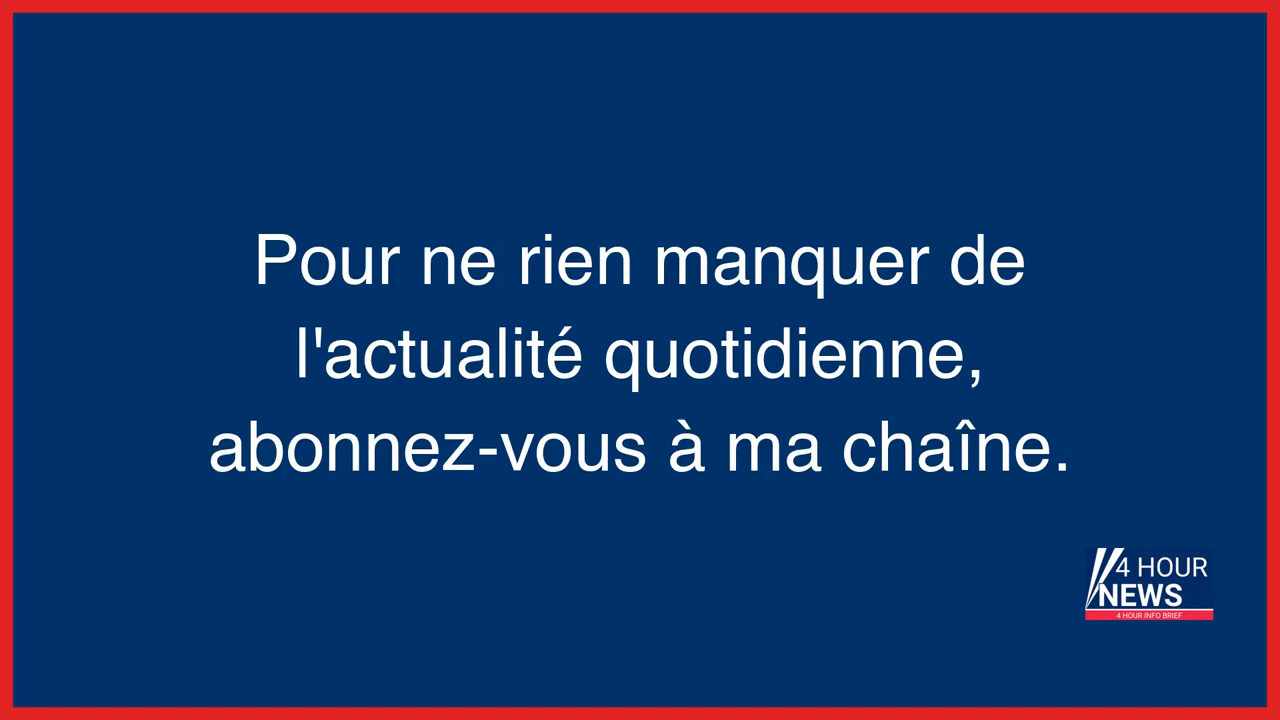 Pour ne rien manquer de
l'actualité quotidienne,
abonnez-vous à ma chaîne.
4 HOUR
NEWS
4 HOUR INFO BRIEF